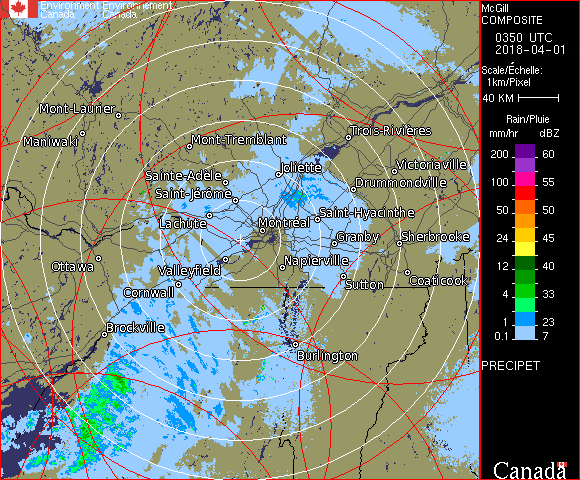 Environment Environnement
Canada Canada
McGill
COMPOSITE
0350 UTC
2018-04-01
Scale/Échelle:
1km/Pixel
40 KM
Rain/Pluie
mm/hr dBZ
200 60
100 55
50 50
24 45
12 40
4 33
1 23
0.1 7
PRECIPET
Canada
Mont-Laurier
Maniwaki
Mont-Tremblant
Trois-Rivières
Joliette
Victoriaville
Sainte-Adèle
Drummondville
Saint-Jérôme
Saint-Hyacinthe
Lachute
Montréal
Granby
Sherbrooke
Ottawa
Valleyfield
Napierville
Coaticook
Cornwall
Sutton
Brockville
Burlington